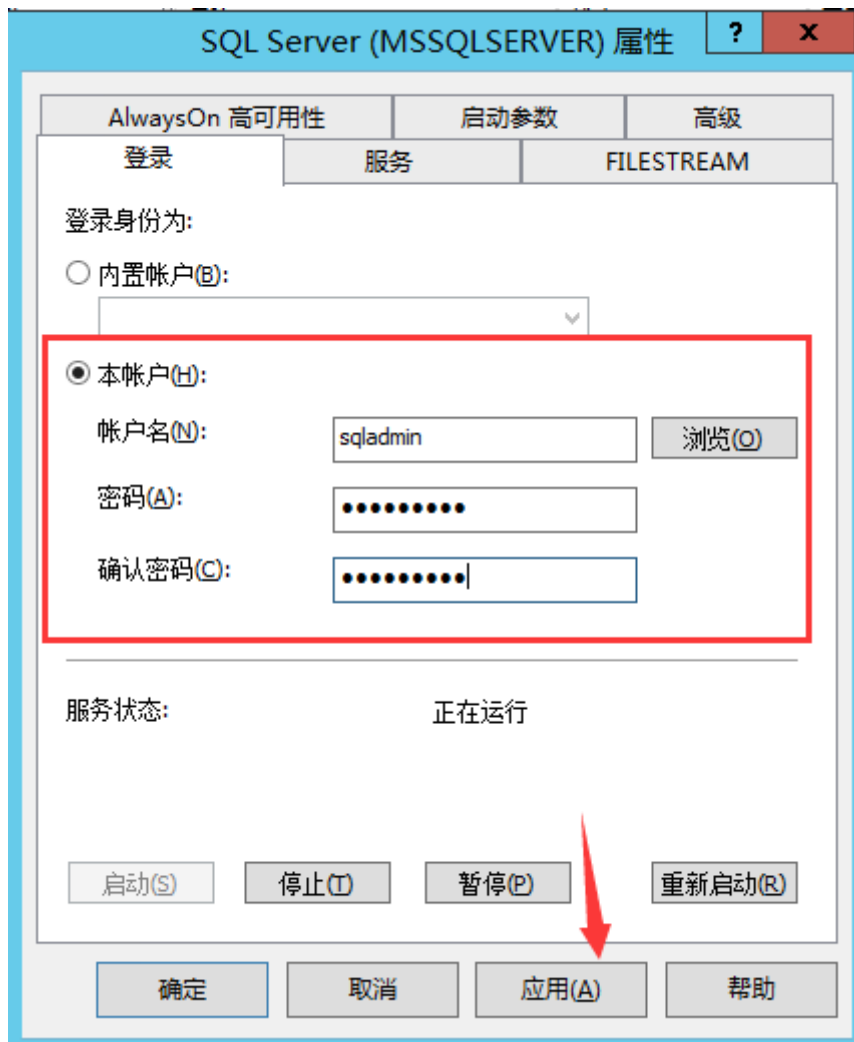 SQL Server (MSSQLSERVER) 属性 ? x
AlwaysOn 高可用性 启动参数 高级
登录 服务 FILESTREAM
登录身份为:
内置帐户(B):
本帐户(H):
帐户名(N): sqladmin 浏览(O)
密码(A): ●●●●●●●●●
确认密码(C): ●●●●●●●●●
服务状态: 正在运行
启动(S) 停止(T) 暂停(P) 重新启动(R)
确定 取消 应用(A) 帮助